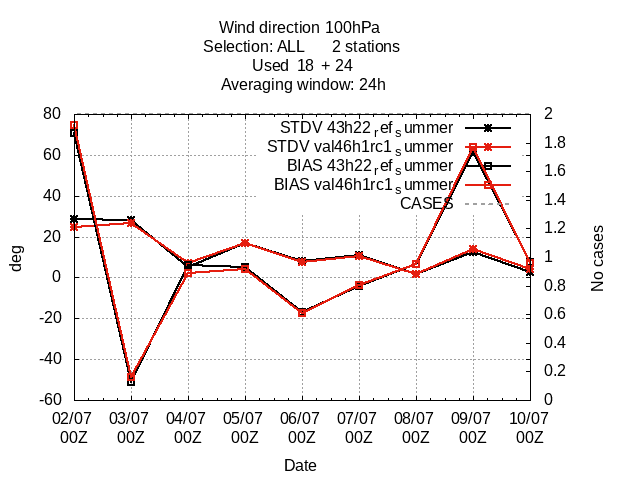 Wind direction 100hPa
Selection: ALL 2 stations
Used 18 + 24
Averaging window: 24h
80 2
STDV 43h22refsummer
STDV val46h1rc1summer
BIAS 43h22refsummer
BIAS val46h1rc1summer
CASES
60
40
20
0
-20
-40
-60
1.8
1.6
1.4
1.2
1
0.8
0.6
0.4
0.2
0
deg
No cases
02/07 03/07 04/07 05/07 06/07 07/07 08/07 09/07 10/07
00Z 00Z 00Z 00Z 00Z 00Z 00Z 00Z 00Z
Date